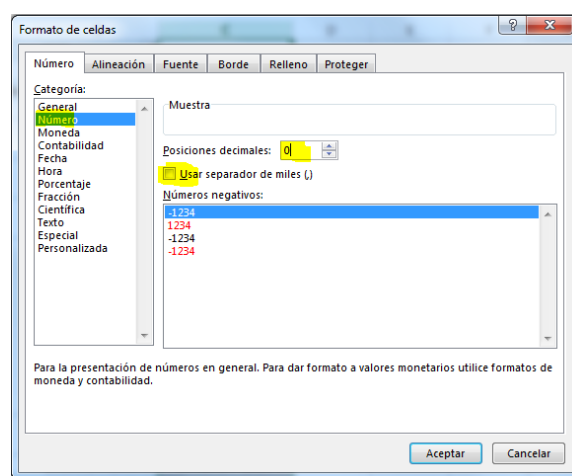 Formato de celdas
Número Alineación Fuente Borde Relleno Proteger
Categoría:
General
Número
Moneda
Contabilidad
Fecha
Hora
Porcentaje
Fracción
Científica
Texto
Especial
Personalizada
Muestra
Posiciones decimales: 0
Usar separador de miles (,)
Números negativos:
-1234
1234
-1234
-1234
Para la presentación de números en general. Para dar formato a valores monetarios utilice formatos de
moneda y contabilidad.
Aceptar Cancelar